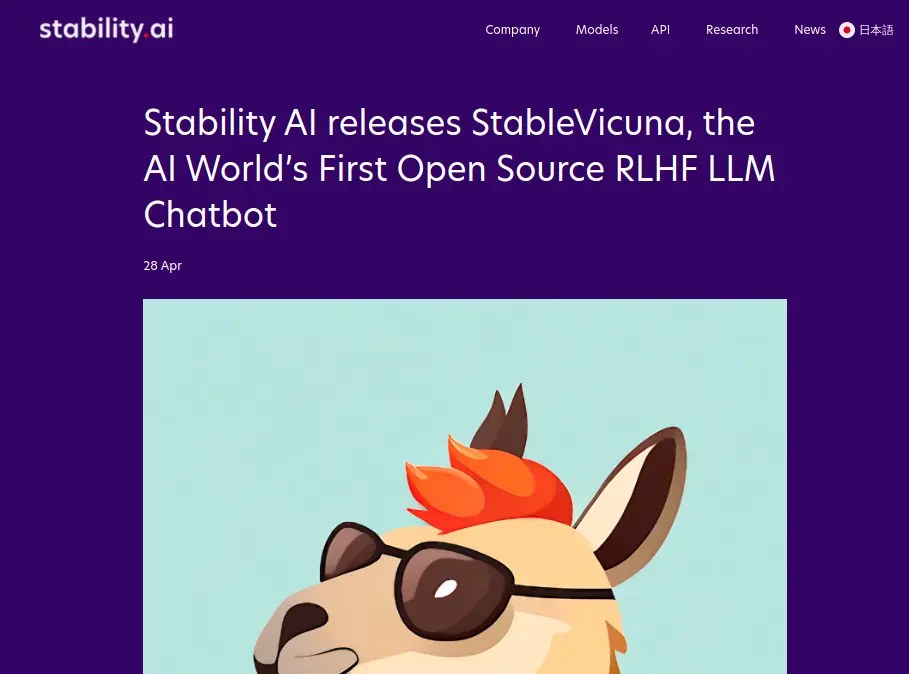 stability.ai
Company Models API Research News 日本語
Stability AI releases StableVicuna, the
AI World’s First Open Source RLHF LLM
Chatbot
28 Apr